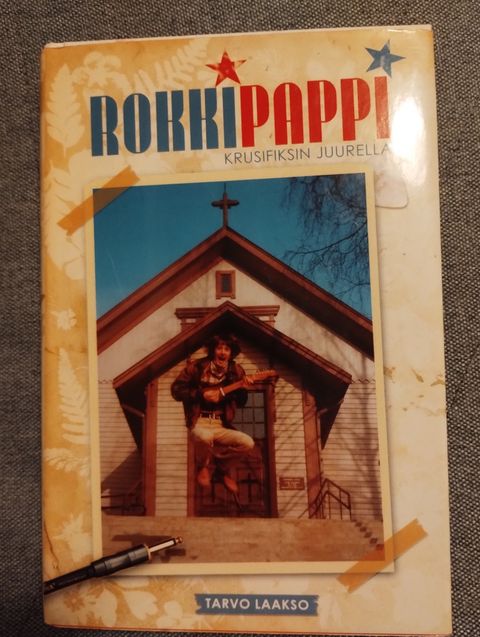 ROKKIPAPPI
KRUSIFIKSIN JUURELLA
TARVO LAAKSO